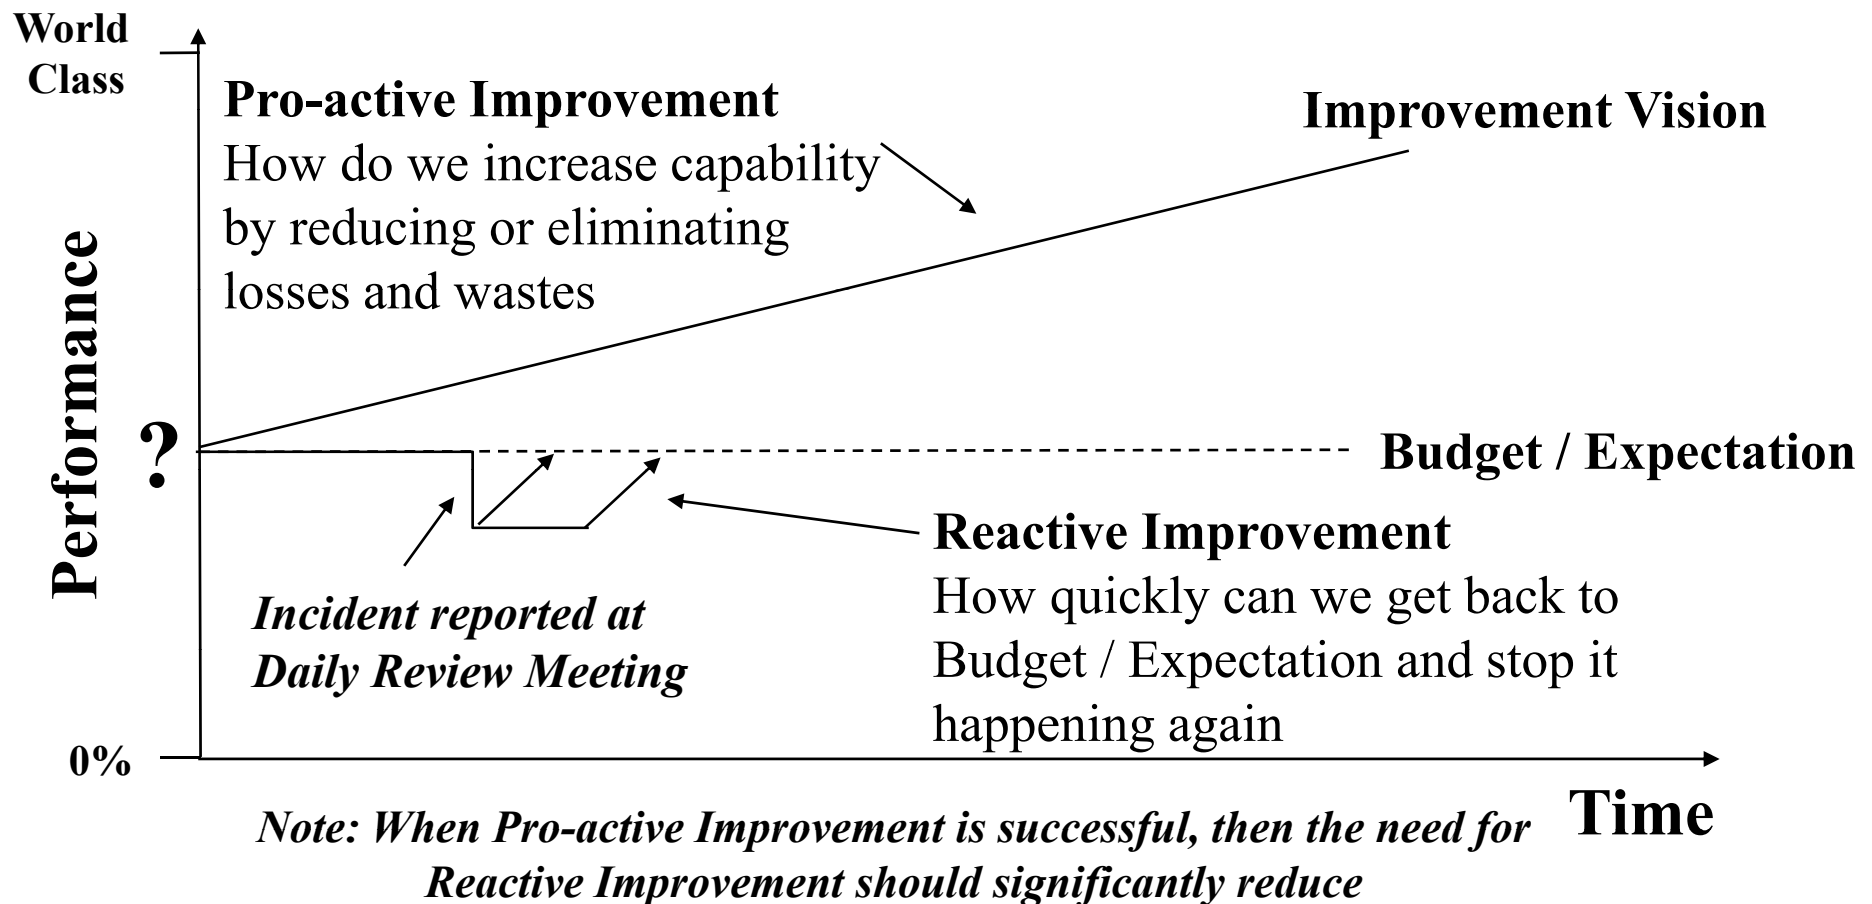 World
Class
Pro-active Improvement
How do we increase capability
by reducing or eliminating
losses and wastes
Improvement Vision
Performance
?
Budget / Expectation
Reactive Improvement
How quickly can we get back to
Budget / Expectation and stop it
happening again
Incident reported at
Daily Review Meeting
0%
Time
Note: When Pro-active Improvement is successful, then the need for
Reactive Improvement should significantly reduce